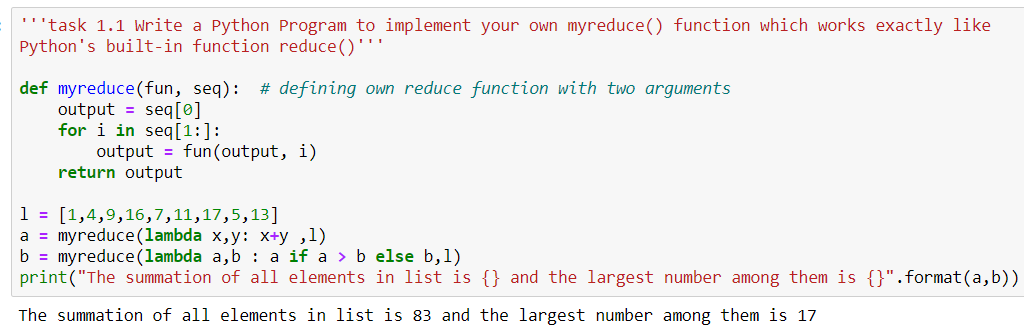 '''task 1.1 Write a Python Program to implement your own myreduce() function which works exactly like
Python's built-in function reduce()'''
def myreduce(fun, seq):  # defining own reduce function with two arguments
    output = seq[0]
    for i in seq[1:]:
        output = fun(output, i)
    return output
l = [1,4,9,16,7,11,17,5,13]
a = myreduce(lambda x,y: x+y ,l)
b = myreduce(lambda a,b : a if a > b else b,l)
print("The summation of all elements in list is {} and the largest number among them is {}".format(a,b))
The summation of all elements in list is 83 and the largest number among them is 17